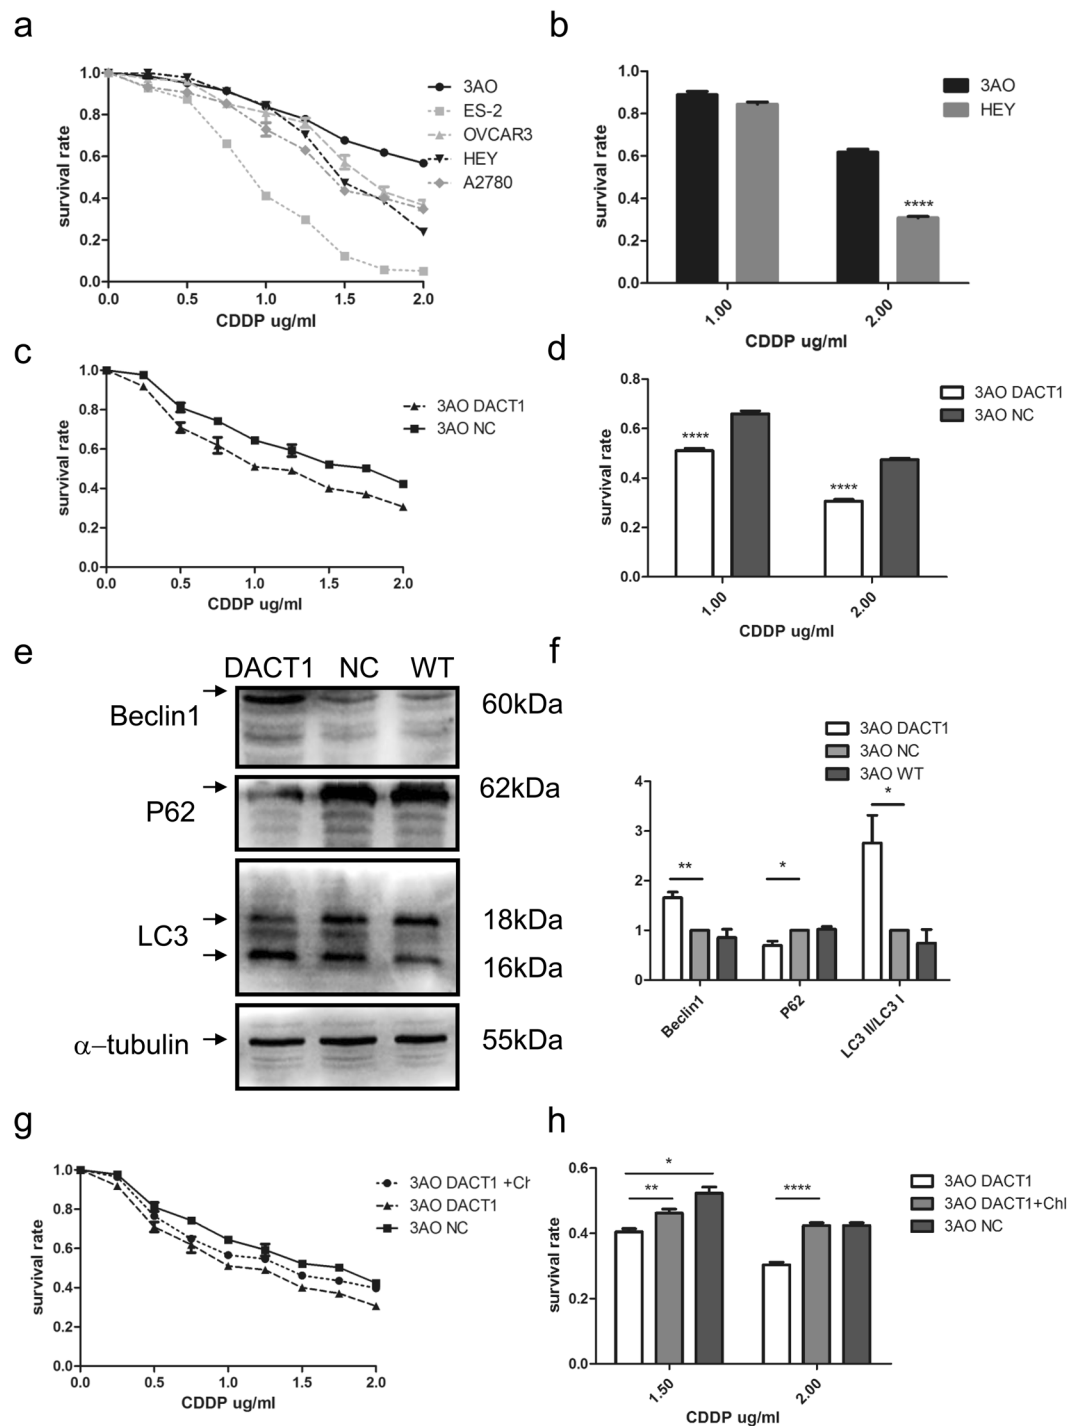 a
1.0
0.8
0.6
0.4
0.2
0.0
survival rate
0.0 0.5 1.0 1.5 2.0
CDDP ug/ml
3AO
ES-2
OVCAR3
HEY
A2780
b
1.0
0.8
0.6
0.4
0.2
0.0
survival rate
****
1.00 2.00
CDDP ug/ml
3AO
HEY
c
1.0
0.8
0.6
0.4
0.2
0.0
survival rate
0.0 0.5 1.0 1.5 2.0
CDDP ug/ml
3AO DACT1
3AO NC
d
0.8
0.6
0.4
0.2
0.0
survival rate
**** ****
1.00 2.00
CDDP ug/ml
3AO DACT1
3AO NC
e
DACT1 NC WT
Beclin1 60kDa
P62 62kDa
LC3 18kDa
16kDa
α–tubulin 55kDa
f
3AO DACT1
3AO NC
3AO WT
4
3
2
1
0
** * *
Beclin1 P62 LC3 II/LC3 I
g
1.0
0.8
0.6
0.4
0.2
0.0
survival rate
0.0 0.5 1.0 1.5 2.0
CDDP ug/ml
3AO DACT1 +Ch
3AO DACT1
3AO NC
h
0.6
0.4
0.2
0.0
survival rate
*
** ****
1.50 2.00
CDDP ug/ml
3AO DACT1
3AO DACT1+Chl
3AO NC